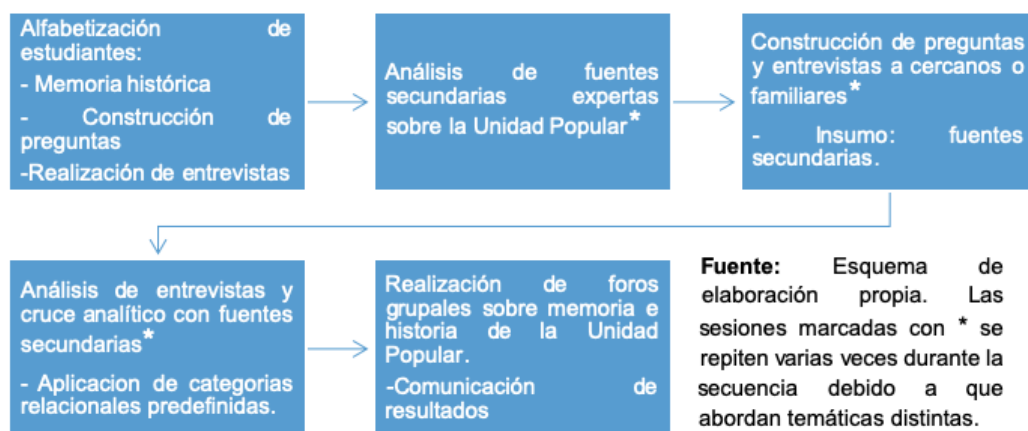 Alfabetización de
estudiantes:
- Memoria histórica
- Construcción de
preguntas
-Realización de entrevistas
Análisis de fuentes
secundarias expertas
sobre la Unidad Popular*
Construcción de preguntas
y entrevistas a cercanos o
familiares*
- Insumo: fuentes
secundarias.
Análisis de entrevistas y
cruce analítico con fuentes
secundarias*
- Aplicacion de categorias
relacionales predefinidas.
Realización de foros
grupales sobre memoria e
historia de la Unidad
Popular.
-Comunicación de
resultados
Fuente: Esquema de
elaboración propia. Las
sesiones marcadas con * se
repiten varias veces durante la
secuencia debido a que
abordan temáticas distintas.